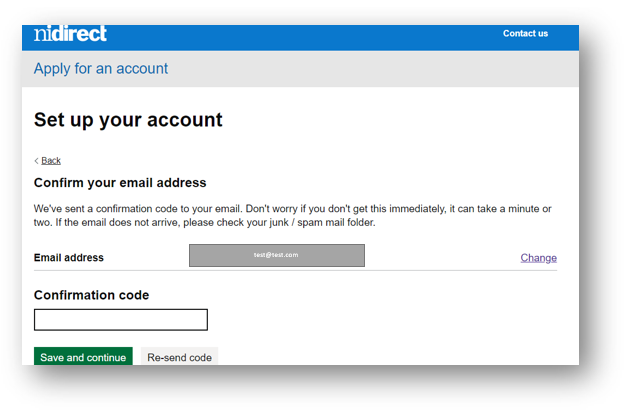 nidirect
Contact us
Apply for an account
Set up your account
Back
Confirm your email address
We've sent a confirmation code to your email. Don't worry if you don't get this immediately, it can take a minute or
two. If the email does not arrive, please check your junk / spam mail folder.
Email address test@test.com Change
Confirmation code
Save and continue Re-send code